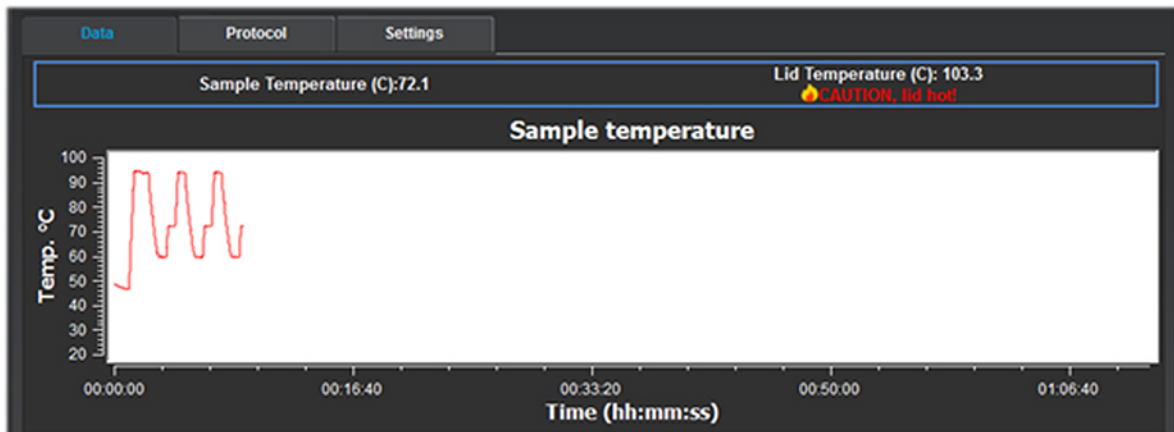 Data Protocol Settings
Sample Temperature (C):72.1 Lid Temperature (C): 103.3
CAUTION, lid hot!
Sample temperature
Temp. °C
100
90
80
70
60
50
40
30
20
00:00:00 00:16:40 00:33:20 00:50:00 01:06:40
Time (hh:mm:ss)